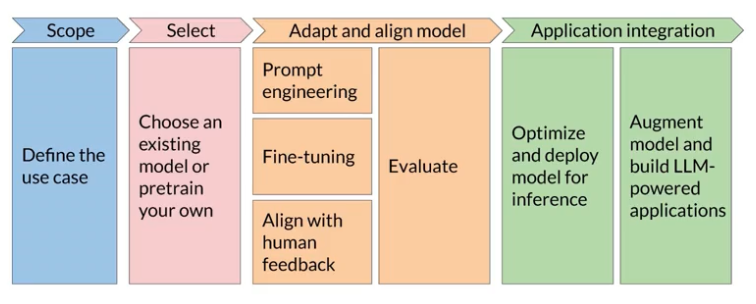 Scope
Select
Adapt and align model
Application integration
Define the
use case
Choose an
existing
model or
pretrain
your own
Prompt
engineering
Fine-tuning
Align with
human
feedback
Evaluate
Optimize
and deploy
model for
inference
Augment
model and
build LLM-
powered
applications